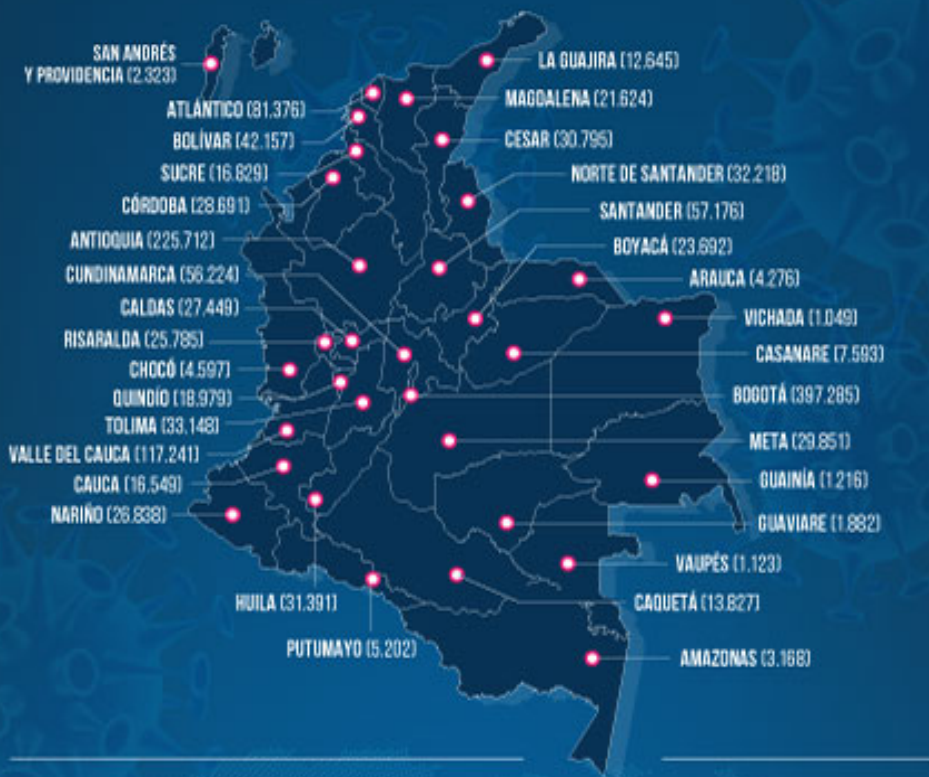 SAN ANDRÉS
Y PROVIDENCIA (2.323)
ATLÁNTICO (81.376)
BOLÍVAR (42.157)
SUCRE (16.829)
CÓRDOBA (28.691)
ANTIOQUIA (225.712)
CUNDINAMARCA (56.224)
CALDAS (27.449)
RISARALDA (25.785)
CHOCÓ (4.597)
QUINDÍO (18.979)
TOLIMA (33.148)
VALLE DEL CAUCA (117.241)
CAUCA (16.549)
NARIÑO (26.838)
HUILA (31.391)
PUTUMAYO (5.202)
LA GUAJIRA (12.645)
MAGDALENA (21.624)
CESAR (30.795)
NORTE DE SANTANDER (32.218)
SANTANDER (57.176)
BOYACÁ (23.692)
ARAUCA (4.276)
VICHADA (1.049)
CASANARE (7.593)
BOGOTÁ (397.285)
META (29.851)
GUAINÍA (1.216)
GUAVIARE (1.882)
VAUPÉS (1.123)
CAQUETÁ (13.827)
AMAZONAS (3.168)